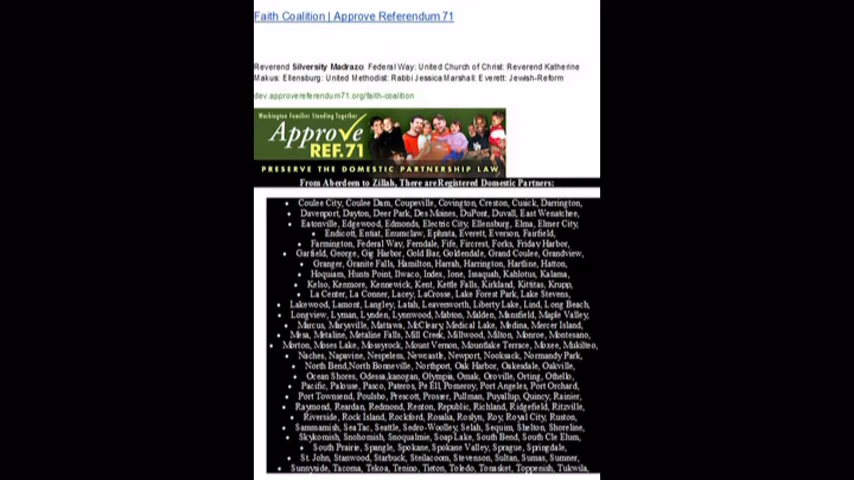 Faith Coalition | Approve Referendum 71
Reverend Silversity Madrazo: Federal Way: United Church of Christ: Reverend Katherine
Makus: Ellensburg: United Methodist: Rabbi Jessica Marshall: Everett: Jewish-Reform
dev.approvereferendum71.org/faith-coalition
Washington Families Standing Together
Approve
REF. 71
PRESERVE THE DOMESTIC PARTNERSHIP LAW
From Aberdeen to Zillah, There are Registered Domestic Partners:
• Coulee City, Coulee Dam, Coupeville, Covington, Creston, Cusick, Darrington,
• Davenport, Dayton, Deer Park, Des Moines, DuPont, Duvall, East Wenatchee,
• Eatonville, Edgewood, Edmonds, Electric City, Ellensburg, Elma, Elmer City,
• Endicott, Entiat, Enumclaw, Ephrata, Everett, Everson, Fairfield,
• Farmington, Federal Way, Ferndale, Fife, Fircrest, Forks, Friday Harbor,
• Garfield, George, Gig Harbor, Gold Bar, Goldendale, Grand Coulee, Grandview,
• Granger, Granite Falls, Hamilton, Harrah, Harrington, Hartline, Hatton,
• Hoquiam, Hunts Point, Ilwaco, Index, Ione, Issaquah, Kahlotus, Kalama,
• Kelso, Kenmore, Kennewick, Kent, Kettle Falls, Kirkland, Kittitas, Krupp,
• La Center, La Conner, Lacey, LaCrosse, Lake Forest Park, Lake Stevens,
• Lakewood, Lamont, Langley, Latah, Leavenworth, Liberty Lake, Lind, Long Beach,
• Longview, Lyman, Lynden, Lynnwood, Mabton, Malden, Mansfield, Maple Valley,
• Marcus, Marysville, Mattawa, McCleary, Medical Lake, Medina, Mercer Island,
• Mesa, Metaline, Metaline Falls, Mill Creek, Millwood, Milton, Monroe, Montesano,
• Morton, Moses Lake, Mossyrock, Mount Vernon, Mountlake Terrace, Moxee, Mukilteo,
• Naches, Napavine, Nespelem, Newcastle, Newport, Nooksack, Normandy Park,
• North Bend, North Bonneville, Northport, Oak Harbor, Oakesdale, Oakville,
• Ocean Shores, Odessa, kanogan, Olympia, Omak, Oroville, Orting, Othello,
• Pacific, Palouse, Pasco, Pateros, Pe Ell, Pomeroy, Port Angeles, Port Orchard,
• Port Townsend, Poulsbo, Prescott, Prosser, Pullman, Puyallup, Quincy, Rainier,
• Raymond, Reardan, Redmond, Renton, Republic, Richland, Ridgefield, Ritzville,
• Riverside, Rock Island, Rockford, Rosalia, Roslyn, Roy, Royal City, Ruston,
• Sammamish, SeaTac, Seattle, Sedro-Woolley, Selah, Sequim, Shelton, Shoreline,
• Skykomish, Snohomish, Snoqualmie, Soap Lake, South Bend, South Cle Elum,
• South Prairie, Spangle, Spokane, Spokane Valley, Sprague, Springdale,
• St. John, Stanwood, Starbuck, Steilacoom, Stevenson, Sultan, Sumas, Sumner,
• Sunnyside, Tacoma, Tekoa, Tenino, Tieton, Toledo, Tonasket, Toppenish, Tukwila,